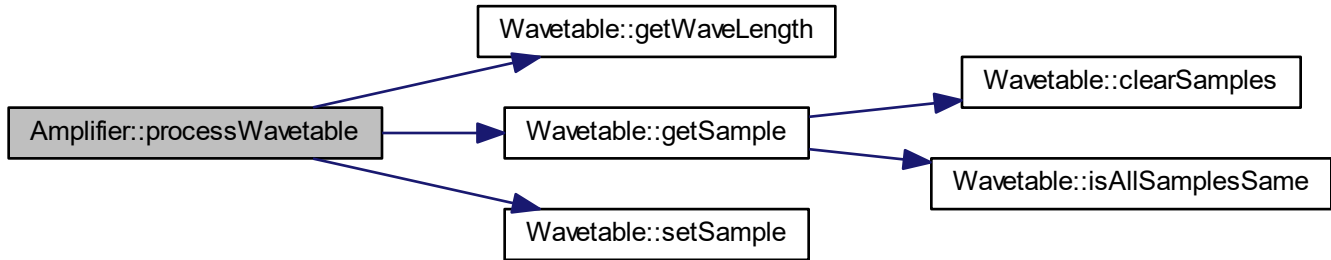 Wavetable::getWaveLength
Wavetable::clearSamples
Amplifier::processWavetable
Wavetable::getSample
Wavetable::isAllSamplesSame
Wavetable::setSample